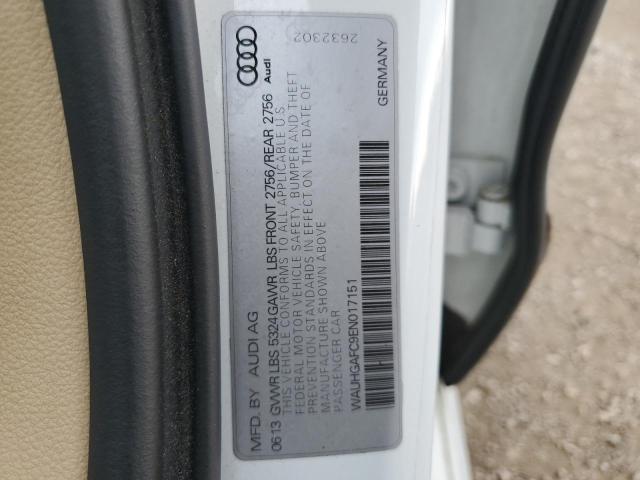 MFD. BY AUDI AG
0613 GVWR LBS 5324 GAWR LBS FRONT 2756/REAR 2756
THIS VEHICLE CONFORMS TO ALL APPLICABLE U.S.
FEDERAL MOTOR VEHICLE SAFETY, BUMPER AND THEFT
PREVENTION STANDARDS IN EFFECT ON THE DATE OF
MANUFACTURE SHOWN ABOVE
PASSENGER CAR
WAUHGAFC9EN017151
GERMANY
Audi
2632302